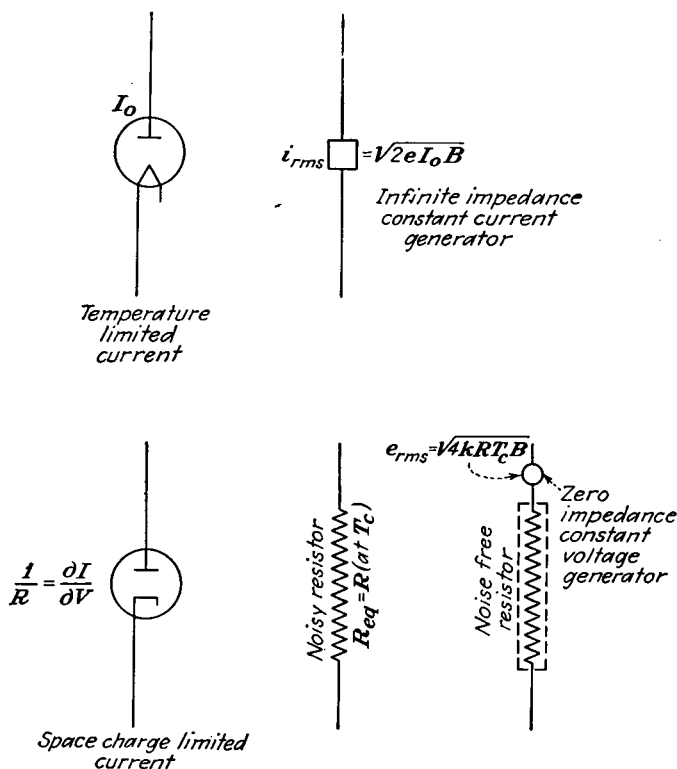 I₀
i_rms = √2eI₀B
Infinite impedance
constant current
generator
Temperature
limited
current
e_rms = √4kRT_cB
Zero
impedance
constant
voltage
generator
1/R = ∂I/∂V
Noisy resistor
R_eq = R (at T_c)
Noise free
resistor
Space charge limited
current